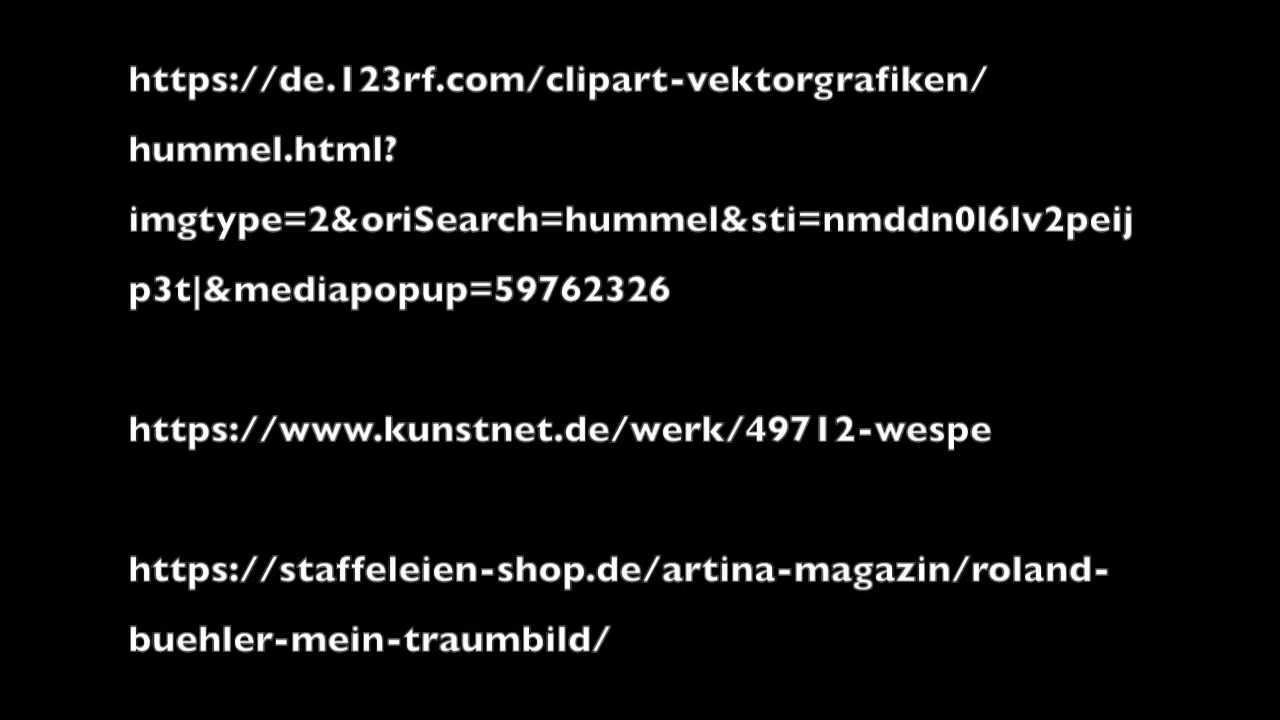 https://de.123rf.com/clipart-vektorgrafiken/
hummel.html?
imgtype=2&oriSearch=hummel&sti=nmddn0l6lv2peij
p3t|&mediapopup=59762326
https://www.kunstnet.de/werk/49712-wespe
https://staffeleien-shop.de/artina-magazin/roland-
buehler-mein-traumbild/